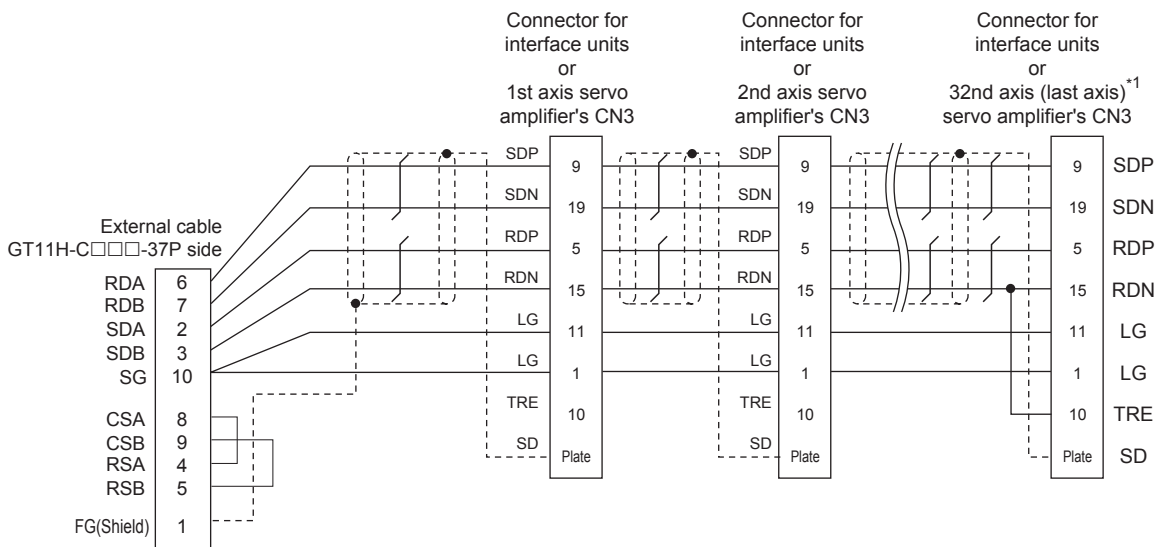 Connector for
interface units
or
1st axis servo
amplifier's CN3
Connector for
interface units
or
2nd axis servo
amplifier's CN3
Connector for
interface units
or
32nd axis (last axis)*1
servo amplifier's CN3
External cable
GT11H-C□□□-37P side
RDA 6
RDB 7
SDA 2
SDB 3
SG 10
CSA 8
CSB 9
RSA 4
RSB 5
FG(Shield) 1
SDP 9
SDN 19
RDP 5
RDN 15
LG 11
LG 1
TRE 10
SD Plate
SDP 9
SDN 19
RDP 5
RDN 15
LG 11
LG 1
TRE 10
SD Plate
9 SDP
19 SDN
5 RDP
15 RDN
11 LG
1 LG
10 TRE
Plate SD